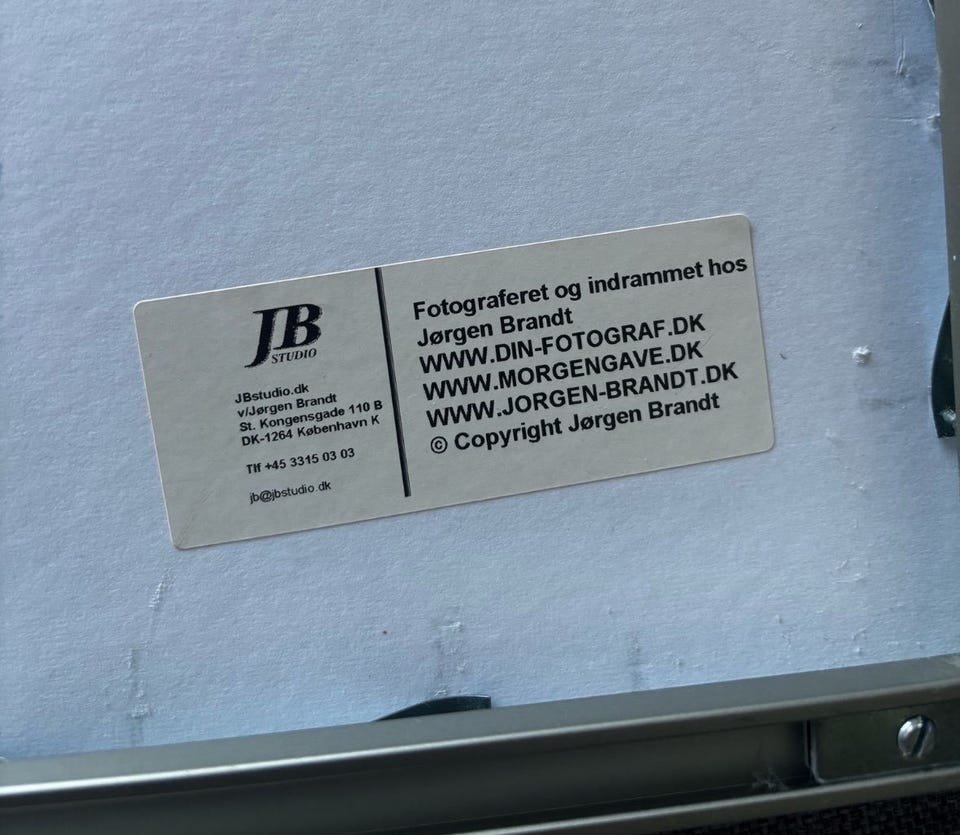 JB
STUDIO
JBstudio.dk
v/Jørgen Brandt
St. Kongensgade 110 B
DK-1264 København K
Tlf +45 3315 03 03
jb@jbstudio.dk
Fotograferet og indrammet hos
Jørgen Brandt
WWW.DIN-FOTOGRAF.DK
WWW.MORGENGAVE.DK
WWW.JORGEN-BRANDT.DK
© Copyright Jørgen Brandt